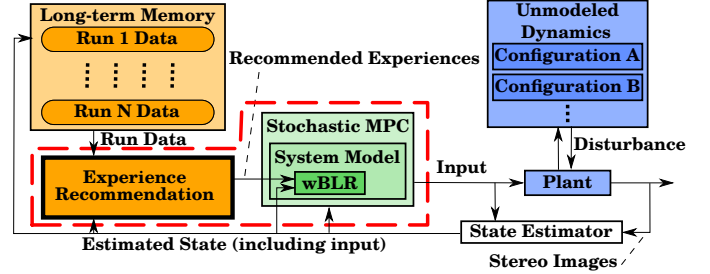 Long-term Memory
Run 1 Data
Run N Data
Run Data
Recommended Experiences
Experience
Recommendation
Stochastic MPC
System Model
wBLR
Input
Unmodeled
Dynamics
Configuration A
Configuration B
Disturbance
Plant
State Estimator
Estimated State (including input)
Stereo Images